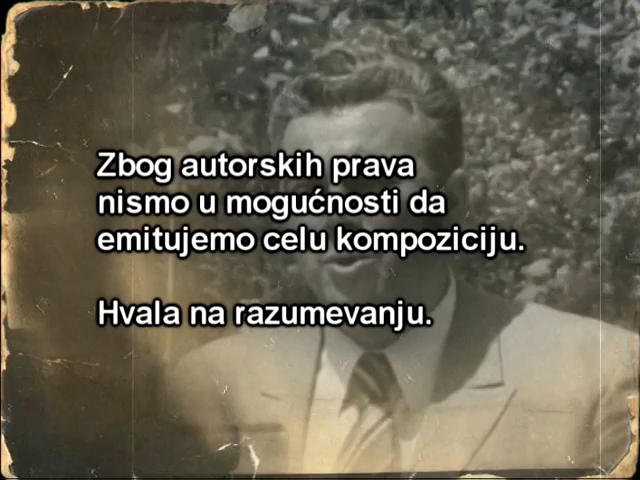 Zbog autorskih prava
nismo u mogućnosti da
emitujemo celu kompoziciju.
Hvala na razumevanju.